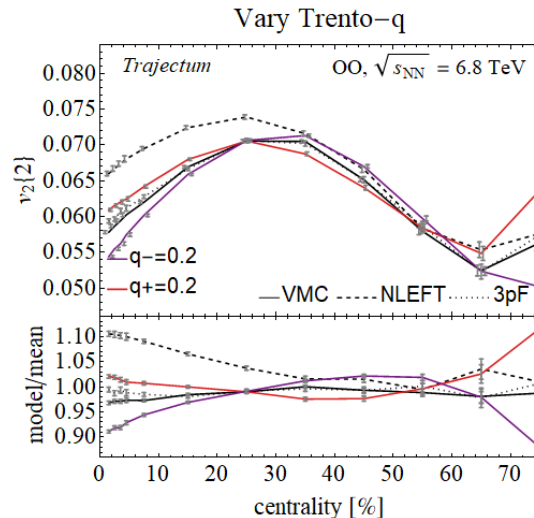 Vary Trento-q
Trajectum
OO, √s_NN = 6.8 TeV
0.080
0.075
0.070
0.065
0.060
0.055
0.050
v₂{2}
q-=0.2
q+=0.2
VMC
NLEFT
3pF
1.10
1.05
1.00
0.95
0.90
model/mean
0
10
20
30
40
50
60
70
centrality [%]